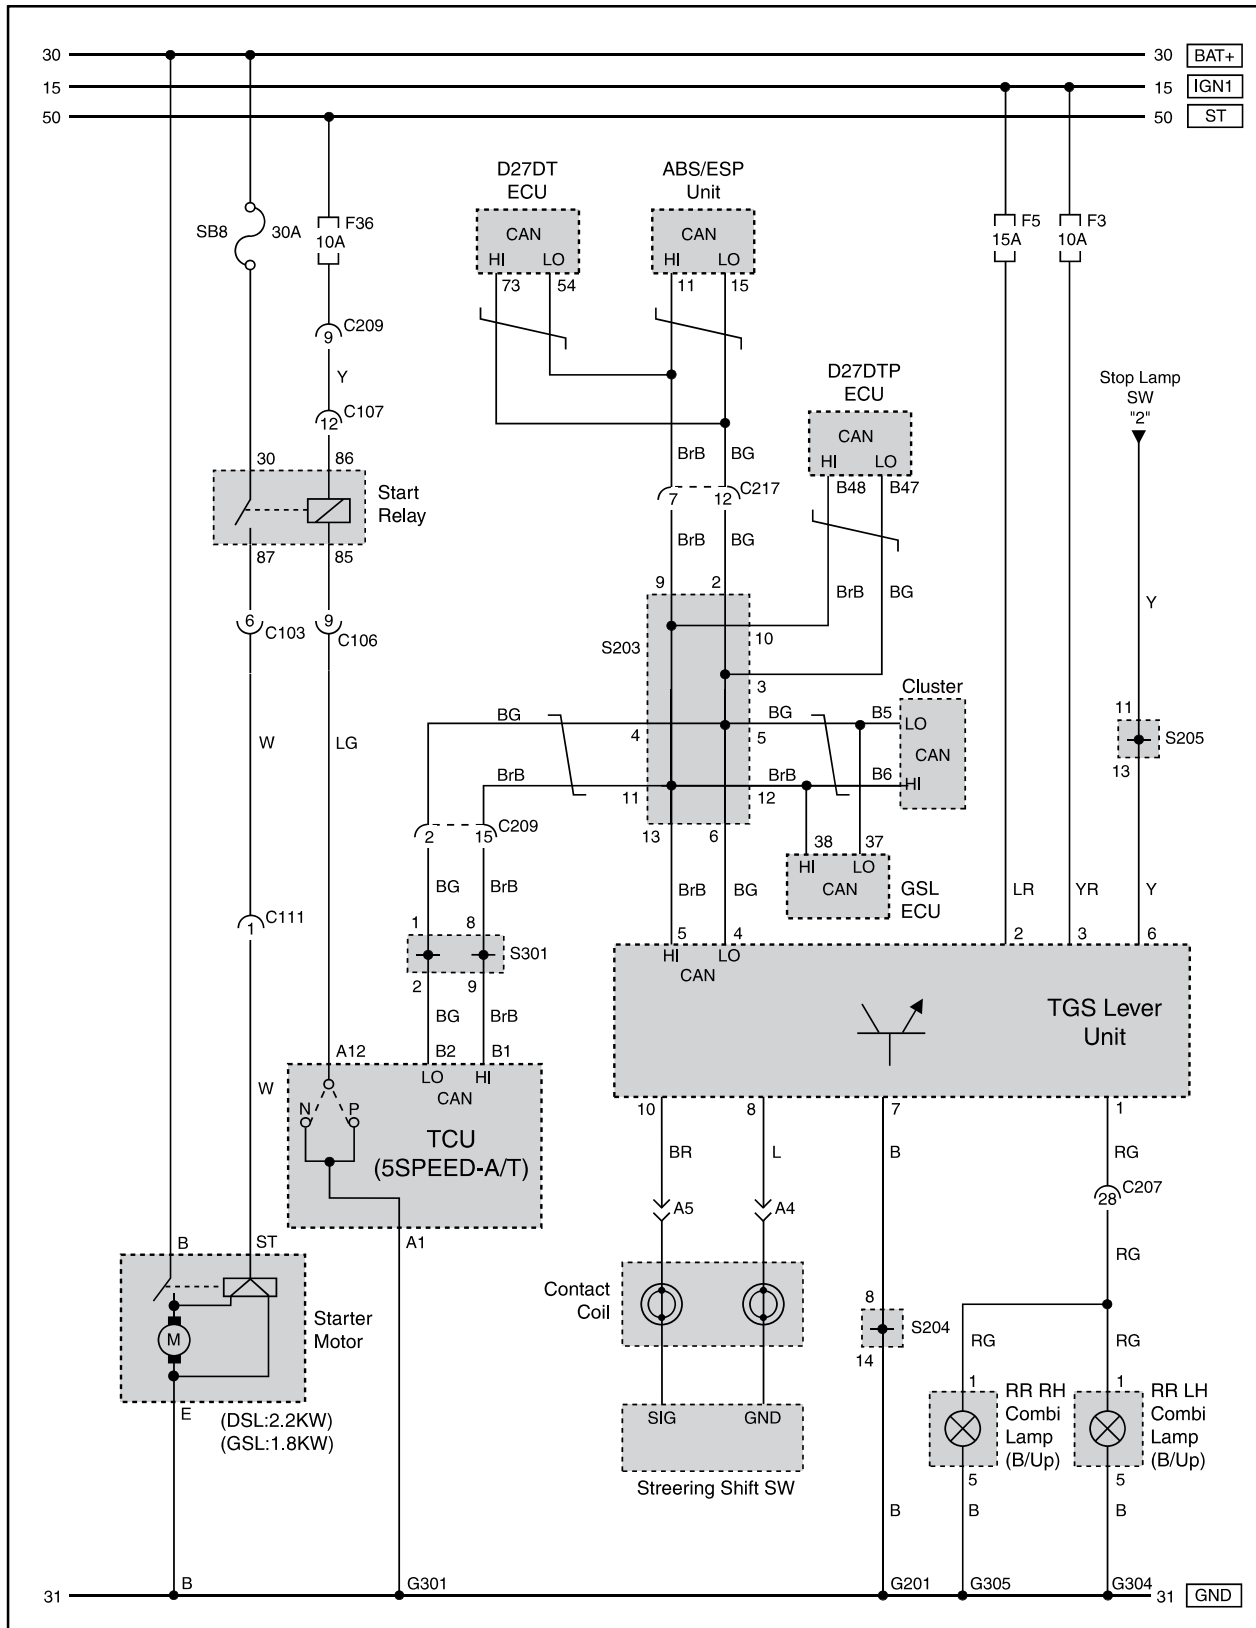 30
30 BAT+
15
15 IGN1
50
50 ST
D27DT
ECU
ABS/ESP
Unit
SB8
30A
F36
10A
CAN
HI LO
73 54
CAN
HI LO
11 15
F5
15A
F3
10A
9
C209
Y
12
C107
D27DTP
ECU
CAN
HI LO
B48 B47
Stop Lamp
SW
"2"
30
86
Start
Relay
87
85
BrB BG
7 12 C217
BrB BG
9 2
BrB BG
Y
6 C103
9 C106
S203
10
3
Cluster
BG
4
BG
5
B5
LO
CAN
11
S205
13
W
LG
BrB
11
BrB
12
B6
HI
2 15 C209
13 6
38 37
HI LO
CAN
GSL
ECU
BG BrB
BrB BG
LR
YR
Y
C111
1
1 8
S301
2 9
5 4
2
3
6
HI LO
CAN
TGS Lever
Unit
BG BrB
A12
B2 B1
LO HI
CAN
W
N P
TCU
(5SPEED-A/T)
10
8
7
1
BR
L
B
RG
A5
A4
C207
28
A1
B
ST
RG
Contact
Coil
Starter
Motor
M
8
S204
14
RG
RG
E
(DSL:2.2KW)
(GSL:1.8KW)
SIG GND
Streering Shift SW
1
RR RH
Combi
Lamp
(B/Up)
5
1
RR LH
Combi
Lamp
(B/Up)
5
B
B
B
31
B
G301
G201
G305
G304
31 GND